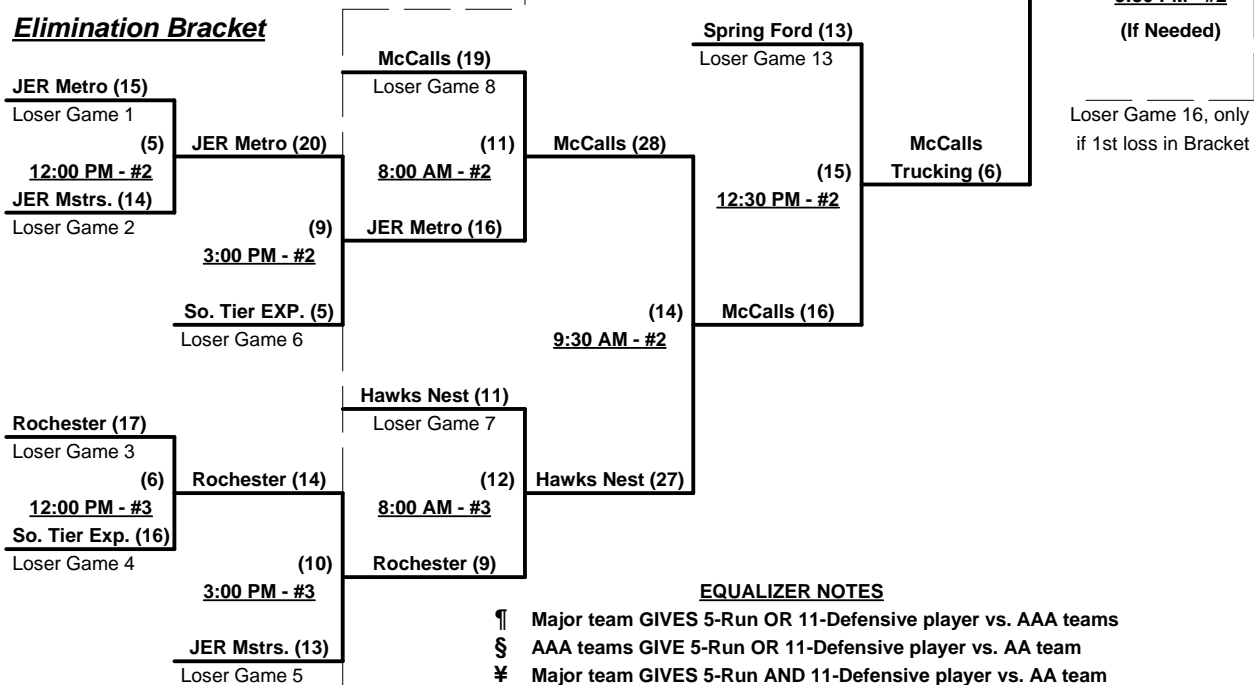 Elimination Bracket
(If Needed)
Spring Ford (13)
McCalls (19)
Loser Game 13
JER Metro (15)
Loser Game 8
Loser Game 1
Loser Game 16, only
if 1st loss in Bracket
(5)
JER Metro (20)
(11)
McCalls (28)
McCalls
Trucking (6)
12:00 PM - #2
8:00 AM - #2
(15)
12:30 PM - #2
JER Mstrs. (14)
Loser Game 2
(9)
JER Metro (16)
3:00 PM - #2
So. Tier EXP. (5)
(14)
McCalls (16)
Loser Game 6
9:30 AM - #2
Hawks Nest (11)
Rochester (17)
Loser Game 7
Loser Game 3
(6)
Rochester (14)
(12)
Hawks Nest (27)
12:00 PM - #3
8:00 AM - #3
So. Tier Exp. (16)
Loser Game 4
(10)
Rochester (9)
3:00 PM - #3
EQUALIZER NOTES
¶ Major team GIVES 5-Run OR 11-Defensive player vs. AAA teams
JER Mstrs. (13)
§ AAA teams GIVE 5-Run OR 11-Defensive player vs. AA team
Loser Game 5
¥ Major team GIVES 5-Run AND 11-Defensive player vs. AA team